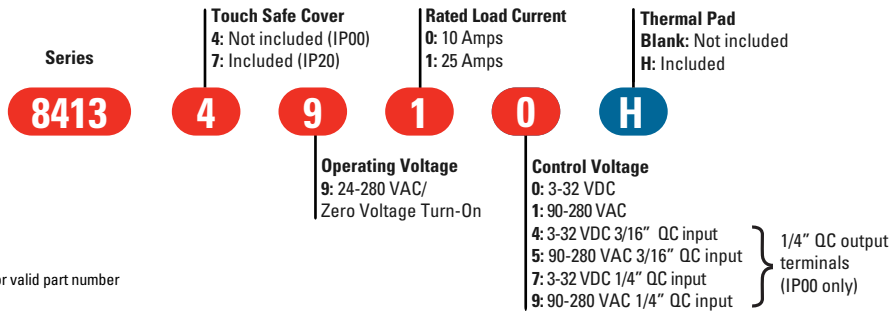 Touch Safe Cover
4: Not included (IP00)
7: Included (IP20)
Rated Load Current
0: 10 Amps
1: 25 Amps
Thermal Pad
Blank: Not included
H: Included
Series
8413
4
9
1
0
H
Operating Voltage
9: 24-280 VAC/
Zero Voltage Turn-On
Control Voltage
0: 3-32 VDC
1: 90-280 VAC
4: 3-32 VDC 3/16” QC input
5: 90-280 VAC 3/16” QC input
7: 3-32 VDC 1/4” QC input
9: 90-280 VAC 1/4” QC input
1/4” QC output
terminals
(IP00 only)
or valid part number